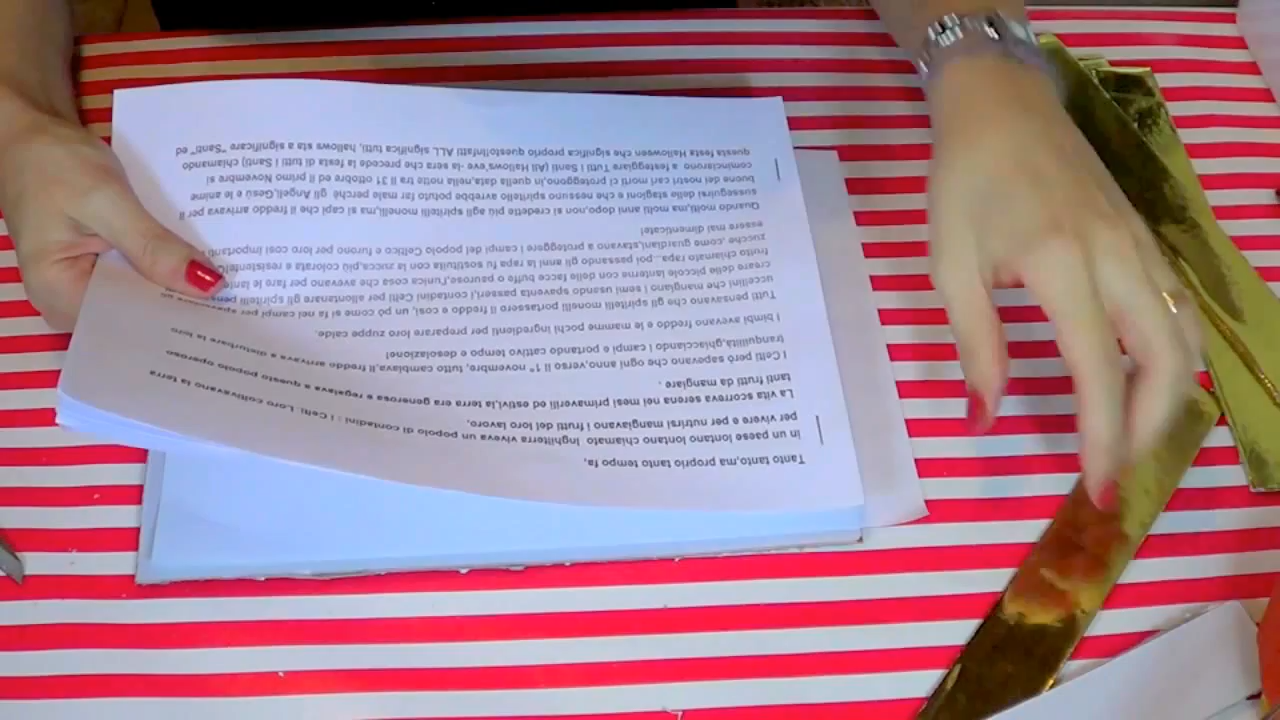 Tanto tanto,ma proprio tanto tempo fa,
in un paese lontano lontano chiamato Inghilterra viveva un popolo di contadini : i Celti. Loro coltivavano la terra
per vivere e per nutrirsi mangiavano i frutti del loro lavoro.
La vita scorreva serena nei mesi primaverili ed estivi,la terra era generosa e regalava a questo popolo operoso
tanti frutti da mangiare .
I Celti però sapevano che ogni anno,verso il 1° novembre, tutto cambiava,il freddo arrivava a disturbare la loro
tranquillità,ghiacciando i campi e portando cattivo tempo e desolazione!
I bimbi avevano freddo e le mamme pochi ingredienti per preparare loro zuppe calde.
Tutti pensavano che gli spiritelli monelli portassero il freddo e così, un pò come si fa nei campi per
uccellini che mangiano i semi usando spaventa passeri,i contadini Celti per allontanare gli spiritelli
creare delle piccole lanterne con delle facce buffe o paurose,l'unica cosa che avevano per fare le
frutto chiamato rapa...poi passando gli anni la rapa fu sostituita con la zucca,più colorata e resistente!
zucche ,come guardiani,stavano a proteggere i campi del popolo Celtico e furono per loro così importanti
essere mai dimenticate!
Quando molti,ma molti anni dopo,non si credette più agli spiritelli monelli,ma si capì che il freddo arrivava per il
susseguirsi delle stagioni e che nessuno spiritello avrebbe potuto far male perchè gli Angeli,Gesù e le anime
buone dei nostri cari morti ci proteggono,in quella data,nella notte tra il 31 ottobre ed il primo Novembre si
cominciarono a festeggiare Tutti i Santi (All Hallows'eve -la sera che precede la festa di tutti i Santi) chiamando
questa festa Halloween che significa proprio questo!Infatti ALL significa tutti, hallows sta a significare "Santi" ed